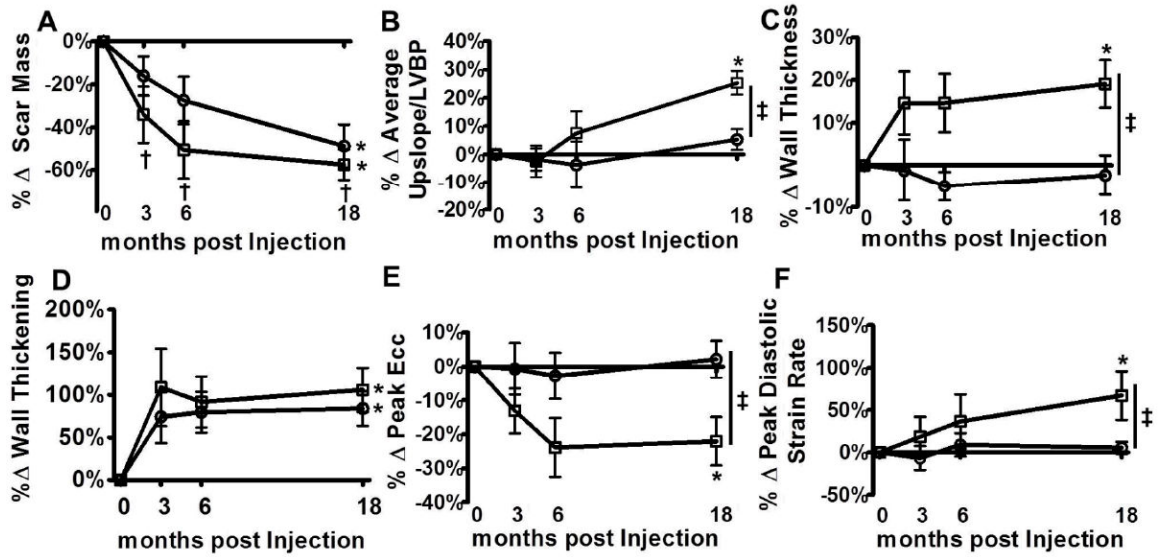 A
% Δ Scar Mass
0%
-20%
-40%
-60%
†
†
†
*
*
0 3 6 18
months post Injection
B
% Δ Average
Upslope/LVBP
40%
30%
20%
10%
0%
-10%
-20%
*
‡
0 3 6 18
months post Injection
C
% Δ Wall Thickness
30%
20%
10%
-10%
*
‡
0 3 6 18
months post Injection
D
%Δ Wall Thickening
200%
150%
100%
50%
0%
*
*
0 3 6 18
months post Injection
E
% Δ Peak Ecc
10%
0%
-10%
-20%
-30%
-40%
*
‡
0 3 6 18
months post Injection
F
% Δ Peak Diastolic
Strain Rate
150%
100%
50%
0%
-50%
*
‡
0 3 6 18
months post Injection